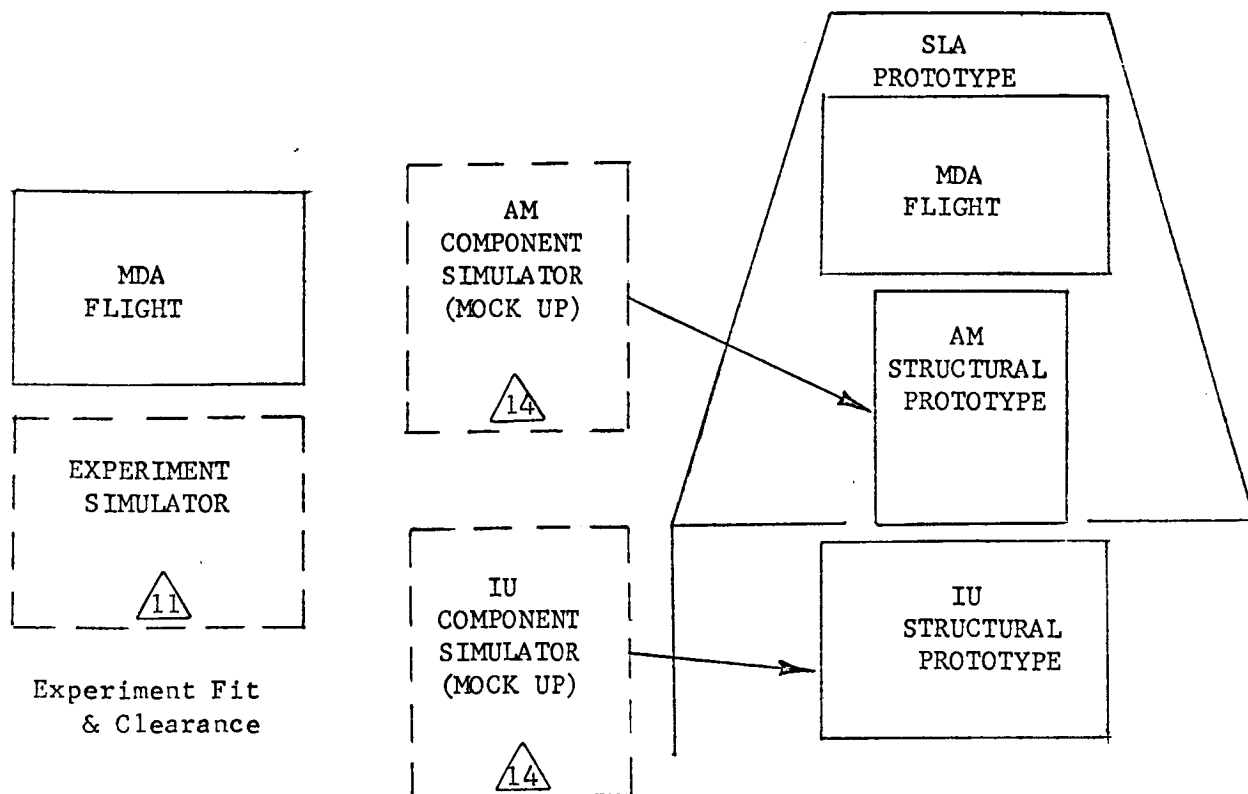 SLA
PROTOTYPE
MDA
FLIGHT
AM
STRUCTURAL
PROTOTYPE
IU
STRUCTURAL
PROTOTYPE
AM
COMPONENT
SIMULATOR
(MOCK UP)
14
IU
COMPONENT
SIMULATOR
(MOCK UP)
14
MDA
FLIGHT
EXPERIMENT
SIMULATOR
11
Experiment Fit
& Clearance